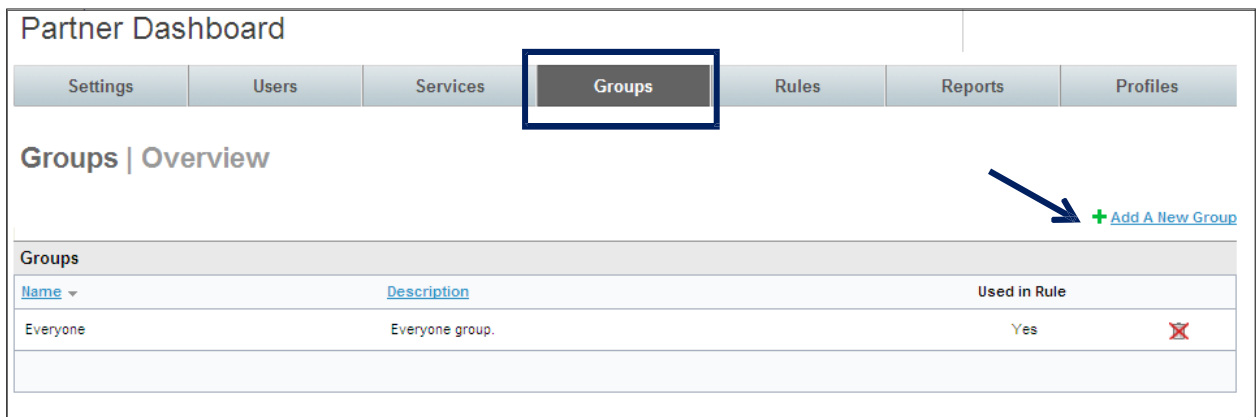 Partner Dashboard
Settings Users Services Groups Rules Reports Profiles
Groups | Overview
Add A New Group
Groups
Name Description Used in Rule
Everyone Everyone group. Yes